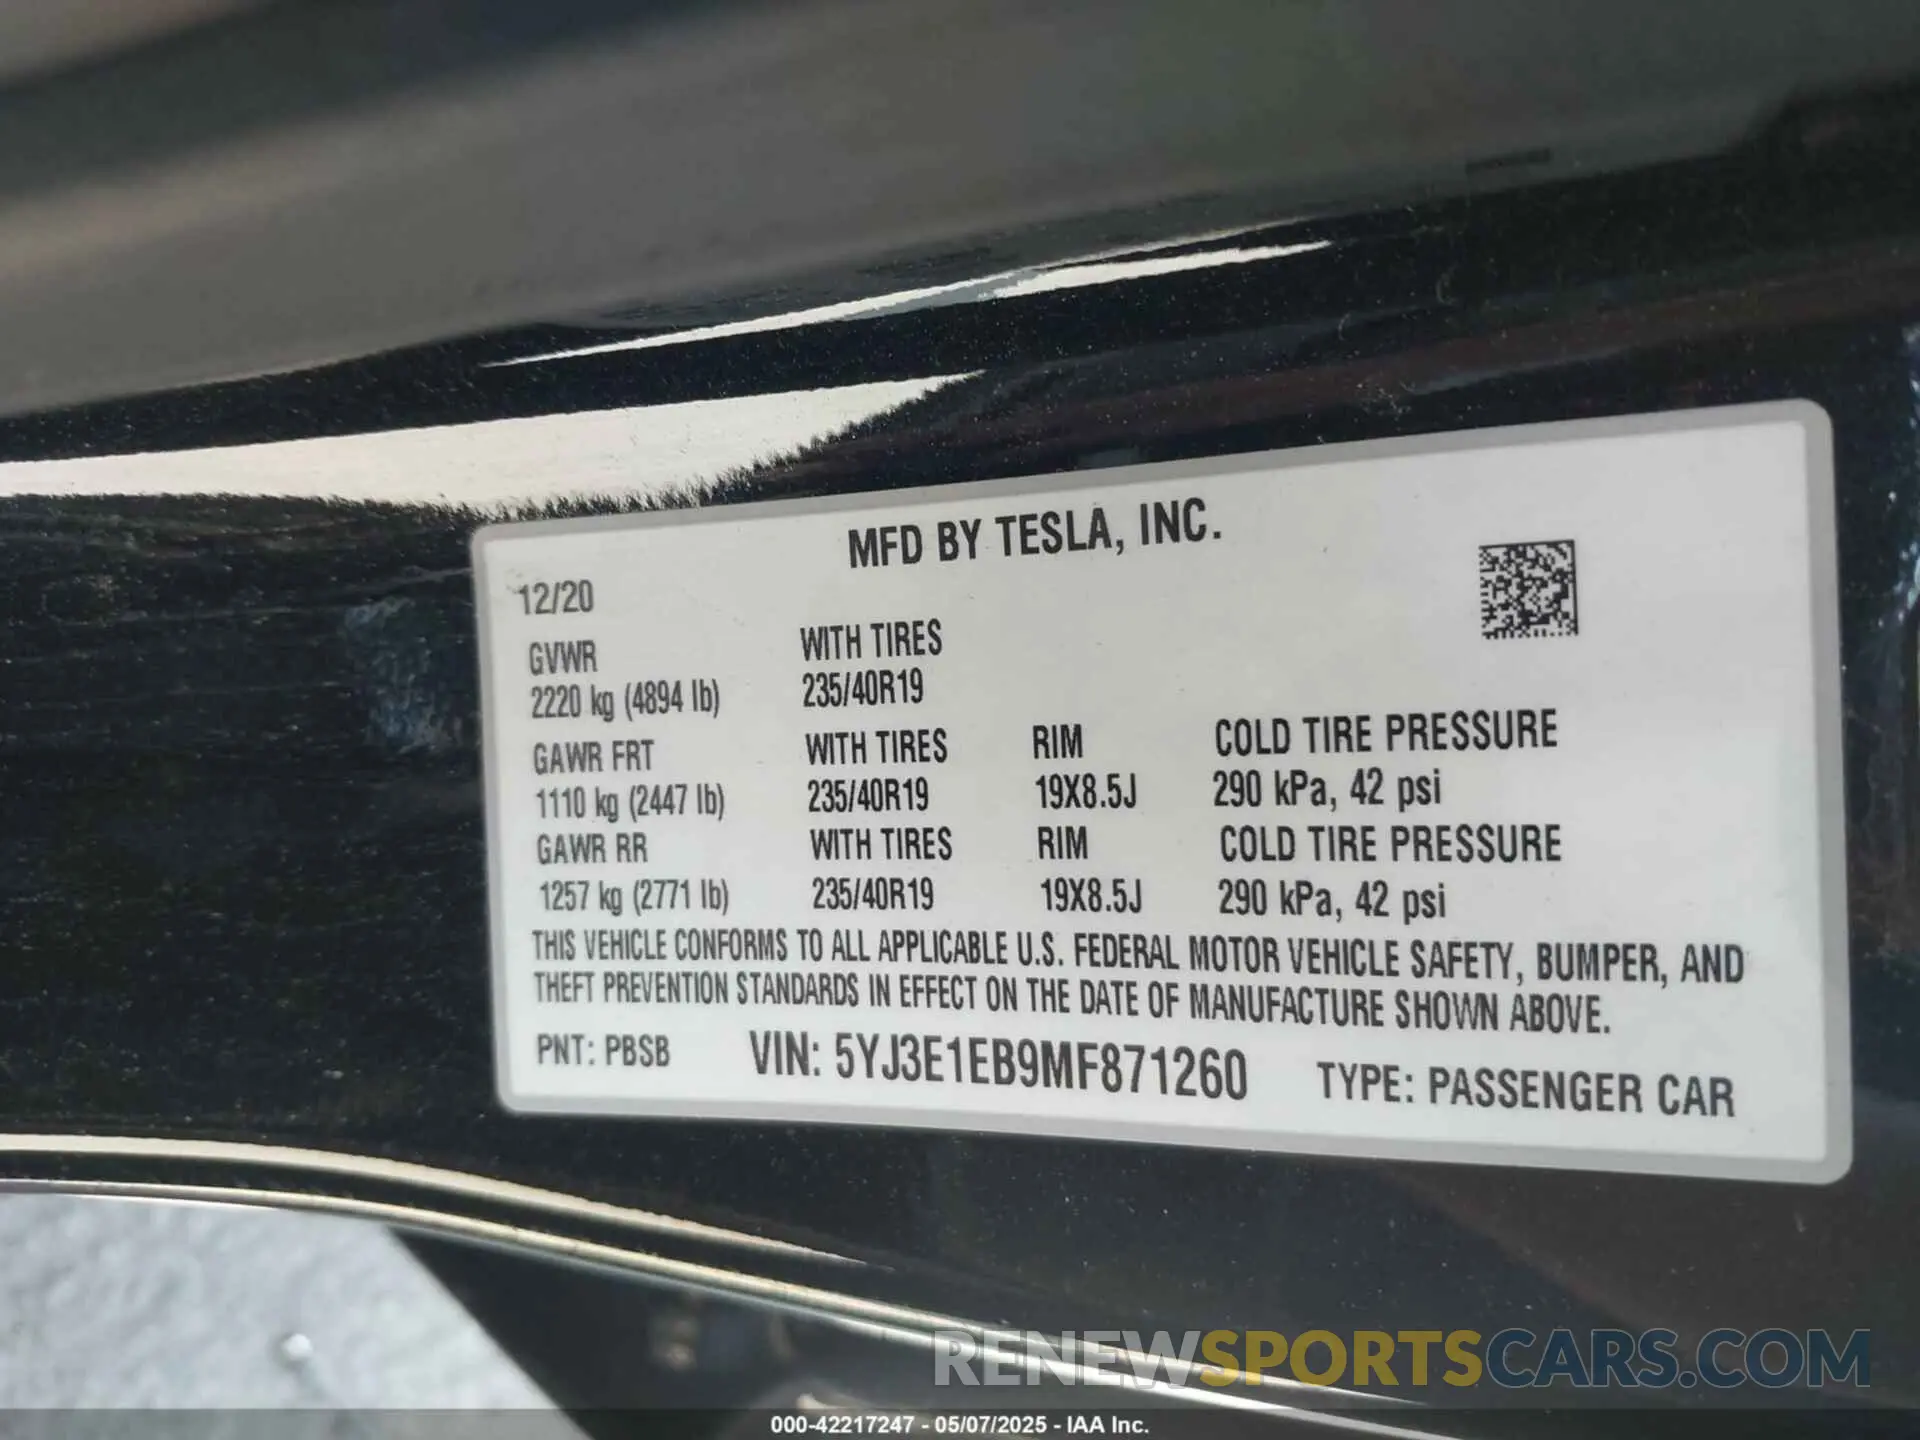 MFD BY TESLA, INC.
12/20
GVWR WITH TIRES
2220 kg (4894 lb) 235/40R19
GAWR FRT WITH TIRES RIM COLD TIRE PRESSURE
1110 kg (2447 lb) 235/40R19 19X8.5J 290 kPa, 42 psi
GAWR RR WITH TIRES RIM COLD TIRE PRESSURE
1257 kg (2771 lb) 235/40R19 19X8.5J 290 kPa, 42 psi
THIS VEHICLE CONFORMS TO ALL APPLICABLE U.S. FEDERAL MOTOR VEHICLE SAFETY, BUMPER, AND
THEFT PREVENTION STANDARDS IN EFFECT ON THE DATE OF MANUFACTURE SHOWN ABOVE.
PNT: PBSB VIN: 5YJ3E1EB9MF871260 TYPE: PASSENGER CAR
RENEWSPORTSCARS.COM
000-42217247 - 05/07/2025 - IAA Inc.